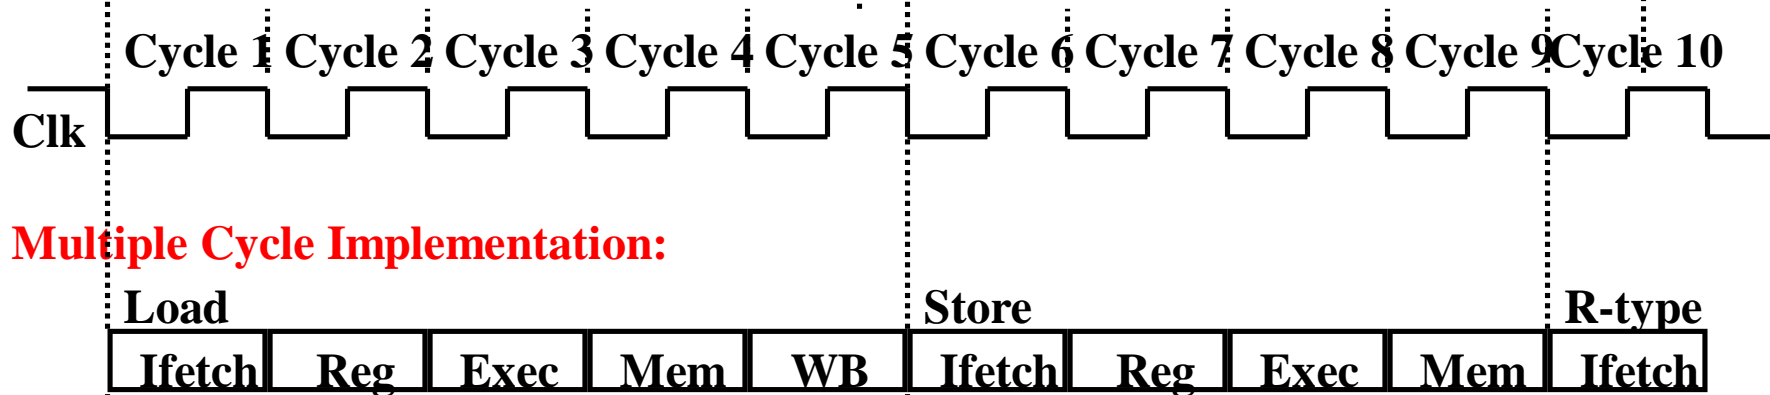 Cycle 1 Cycle 2 Cycle 3 Cycle 4 Cycle 5 Cycle 6 Cycle 7 Cycle 8 Cycle 9 Cycle 10
Clk
Multiple Cycle Implementation:
Load Store R-type
Ifetch Reg Exec Mem WB Ifetch Reg Exec Mem Ifetch